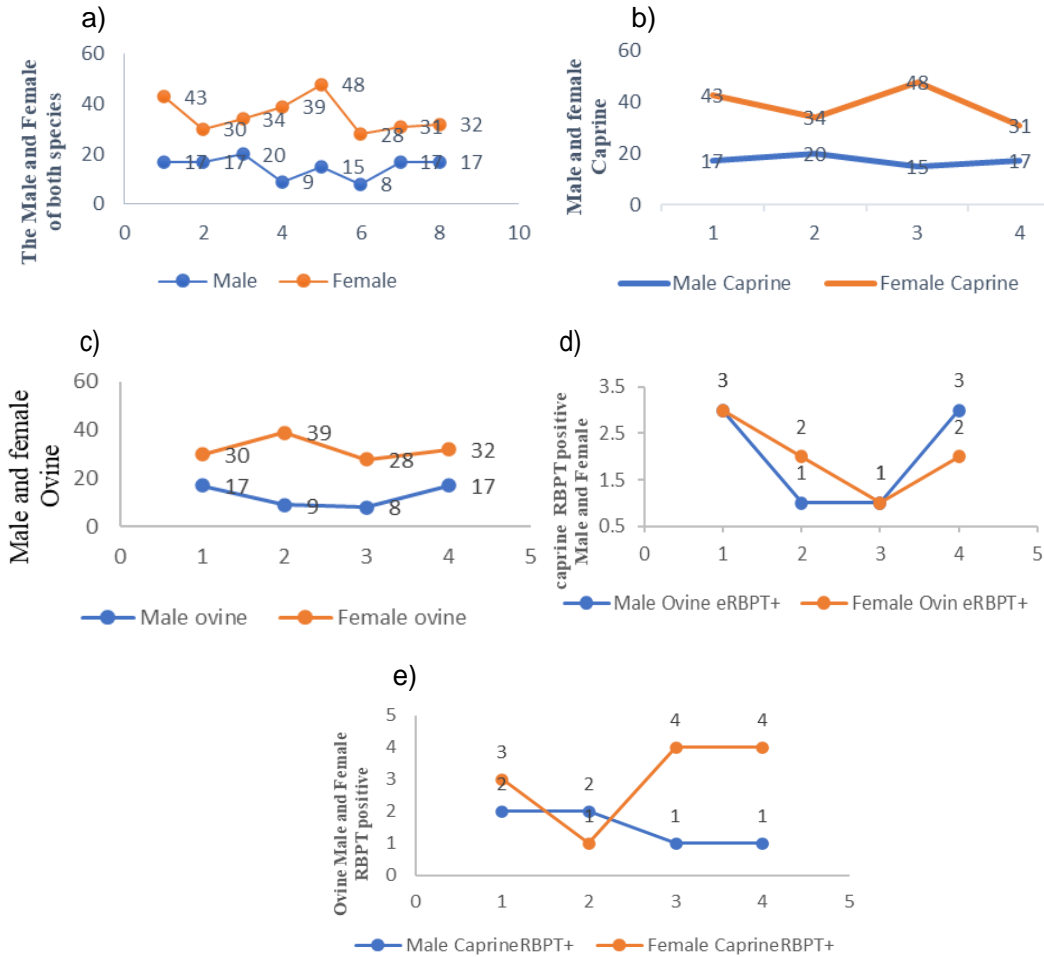 a)
The Male and Female
of both species
60
40
20
0
43
30
34
39
48
28
31
32
17
17
20
9
15
8
17
17
0 2 4 6 8 10
Male Female
b)
Male and female
Caprine
60
40
20
0
43 34 48 31
17 20 15 17
1 2 3 4
Male Caprine Female Caprine
c)
Male and female
Ovine
60
40
20
0
30 39 28 32
17 9 8 17
0 1 2 3 4 5
Male ovine Female ovine
d)
caprine RBPT positive
Male and Female
3.5
2.5
1.5
0.5
3 2 1 2
1 1 3
0 1 2 3 4 5
Male Ovine eRBPT+ Female Ovin eRBPT+
e)
Ovine Male and Female
RBPT positive
5
4
3
2
1
0
3 1 4 4
2 2 1 1
0 1 2 3 4 5
Male CaprineRBPT+ Female CaprineRBPT+